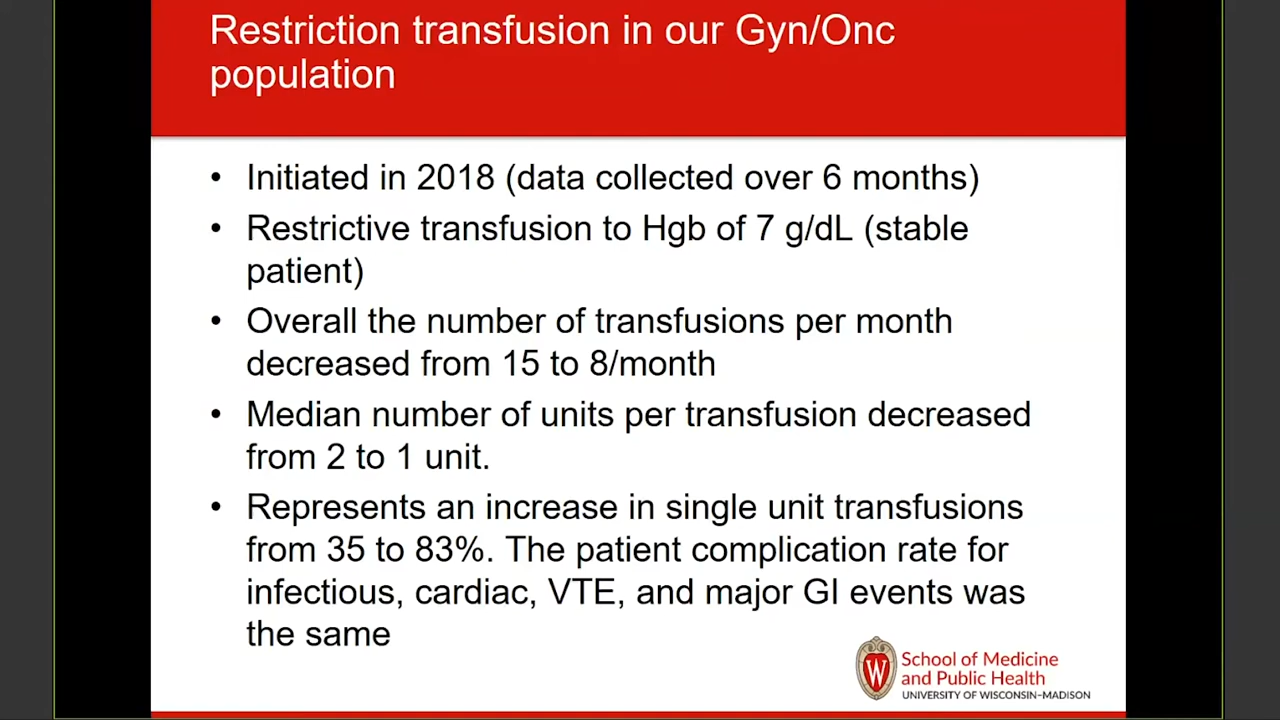 Restriction transfusion in our Gyn/Onc
population
• Initiated in 2018 (data collected over 6 months)
• Restrictive transfusion to Hgb of 7 g/dL (stable
patient)
• Overall the number of transfusions per month
decreased from 15 to 8/month
• Median number of units per transfusion decreased
from 2 to 1 unit.
• Represents an increase in single unit transfusions
from 35 to 83%. The patient complication rate for
infectious, cardiac, VTE, and major GI events was
the same
W
School of Medicine
and Public Health
UNIVERSITY OF WISCONSIN–MADISON